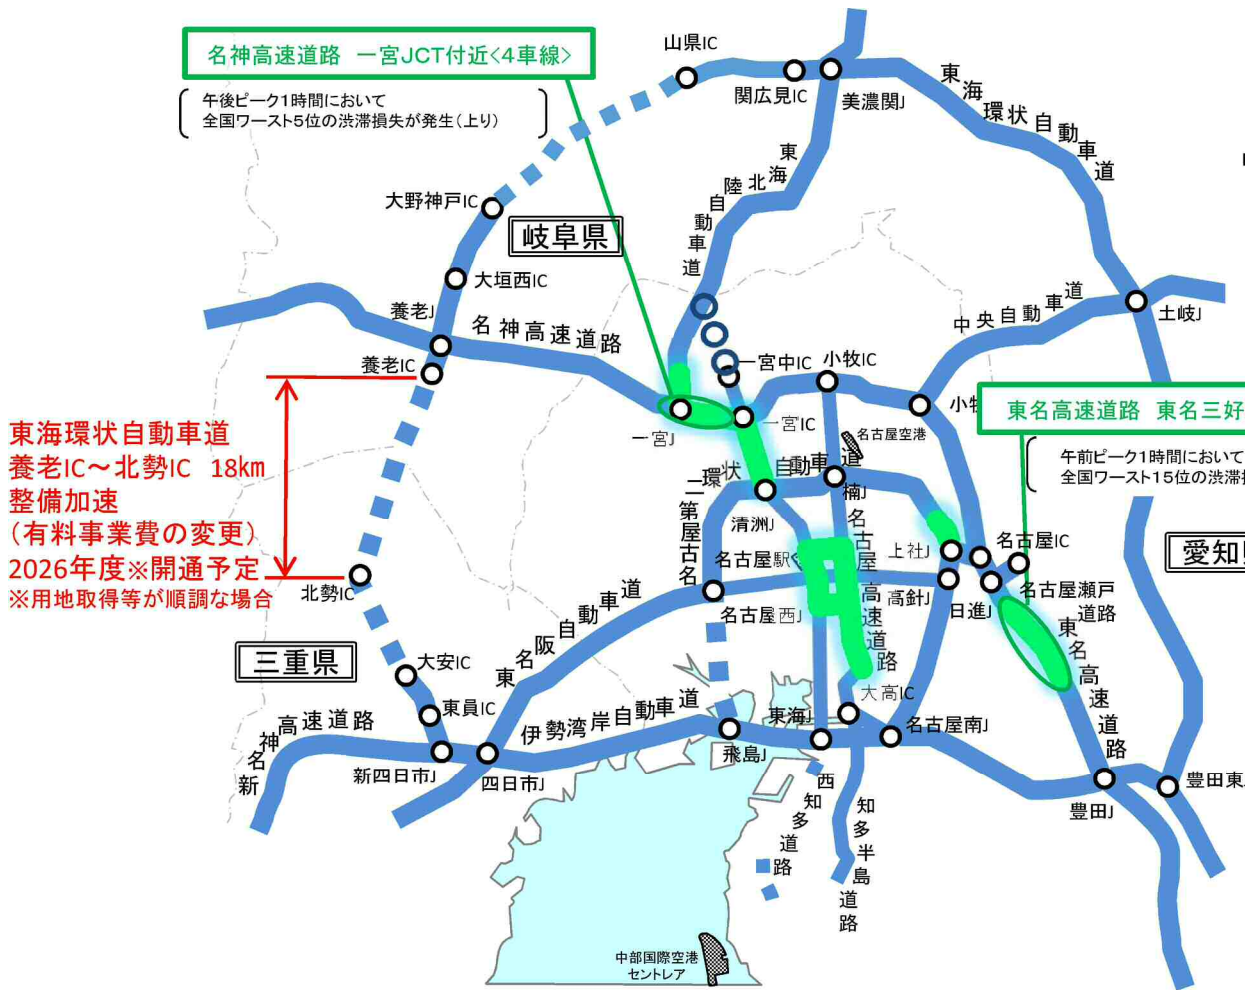 名神高速道路 一宮JCT付近<4車線>
午後ピーク1時間において
全国ワースト5位の渋滞損失が発生(上り)
山県IC
関広見IC
美濃関J
東海環状自動車道
東海北陸自動車道
大野神戸IC
岐阜県
大垣西IC
養老J
名神高速道路
養老IC
中央自動車道
土岐J
一宮中IC
小牧IC
小牧
一宮J
一宮IC
名古屋空港
東名高速道路 東名三好
午前ピーク1時間において
全国ワースト15位の渋滞損
東海環状自動車道
養老IC～北勢IC 18km
整備加速
(有料事業費の変更)
2026年度※開通予定
※用地取得等が順調な場合
名古屋第二環状自動車道
清洲J
楠J
名古屋高速道路
上社J
名古屋IC
愛知県
名古屋駅
北勢IC
名古屋西J
高針J
日進J
名古屋瀬戸道路
東名阪自動車道
東名高速道路
三重県
大安IC
大高IC
東員IC
伊勢湾岸自動車道
東海J
名古屋南J
新名神高速道路
新四日市J
四日市J
飛島J
豊田J
豊田東J
西知多道路
知多半島道路
中部国際空港
セントレア